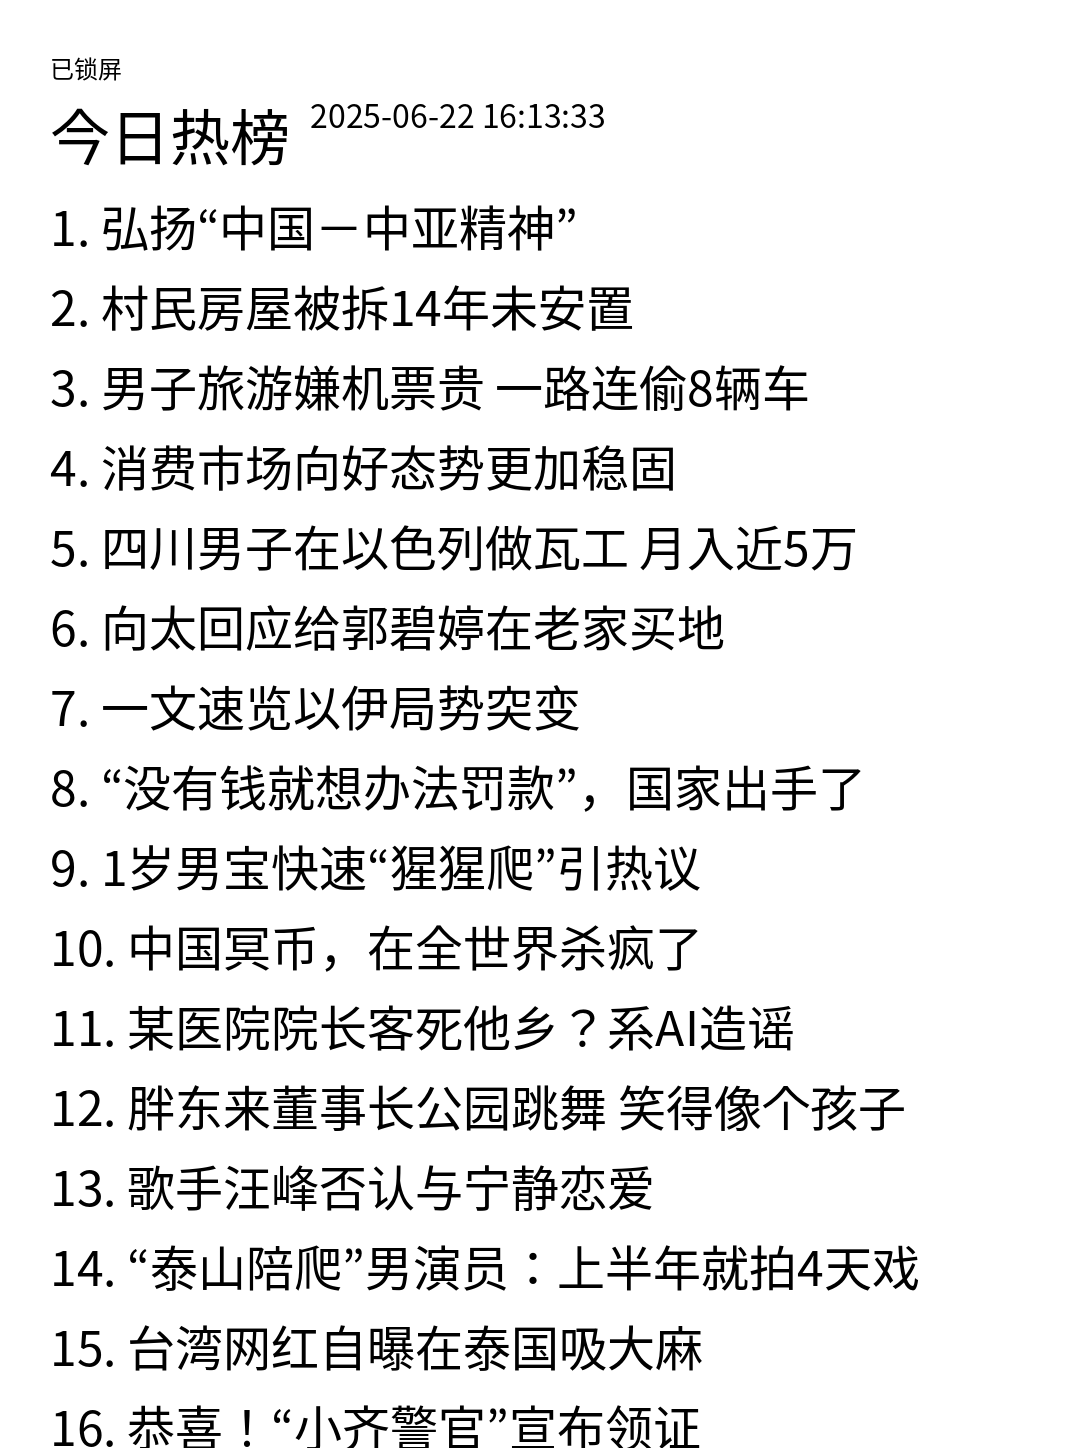 已锁屏
今日热榜 2025-06-22 16:13:33
1. 弘扬“中国－中亚精神”
2. 村民房屋被拆14年未安置
3. 男子旅游嫌机票贵 一路连偷8辆车
4. 消费市场向好态势更加稳固
5. 四川男子在以色列做瓦工 月入近5万
6. 向太回应给郭碧婷在老家买地
7. 一文速览以伊局势突变
8. “没有钱就想办法罚款”，国家出手了
9. 1岁男宝快速“猩猩爬”引热议
10. 中国冥币，在全世界杀疯了
11. 某医院院长客死他乡？系AI造谣
12. 胖东来董事长公园跳舞 笑得像个孩子
13. 歌手汪峰否认与宁静恋爱
14. “泰山陪爬”男演员：上半年就拍4天戏
15. 台湾网红自曝在泰国吸大麻
16. 恭喜！“小齐警官”宣布领证